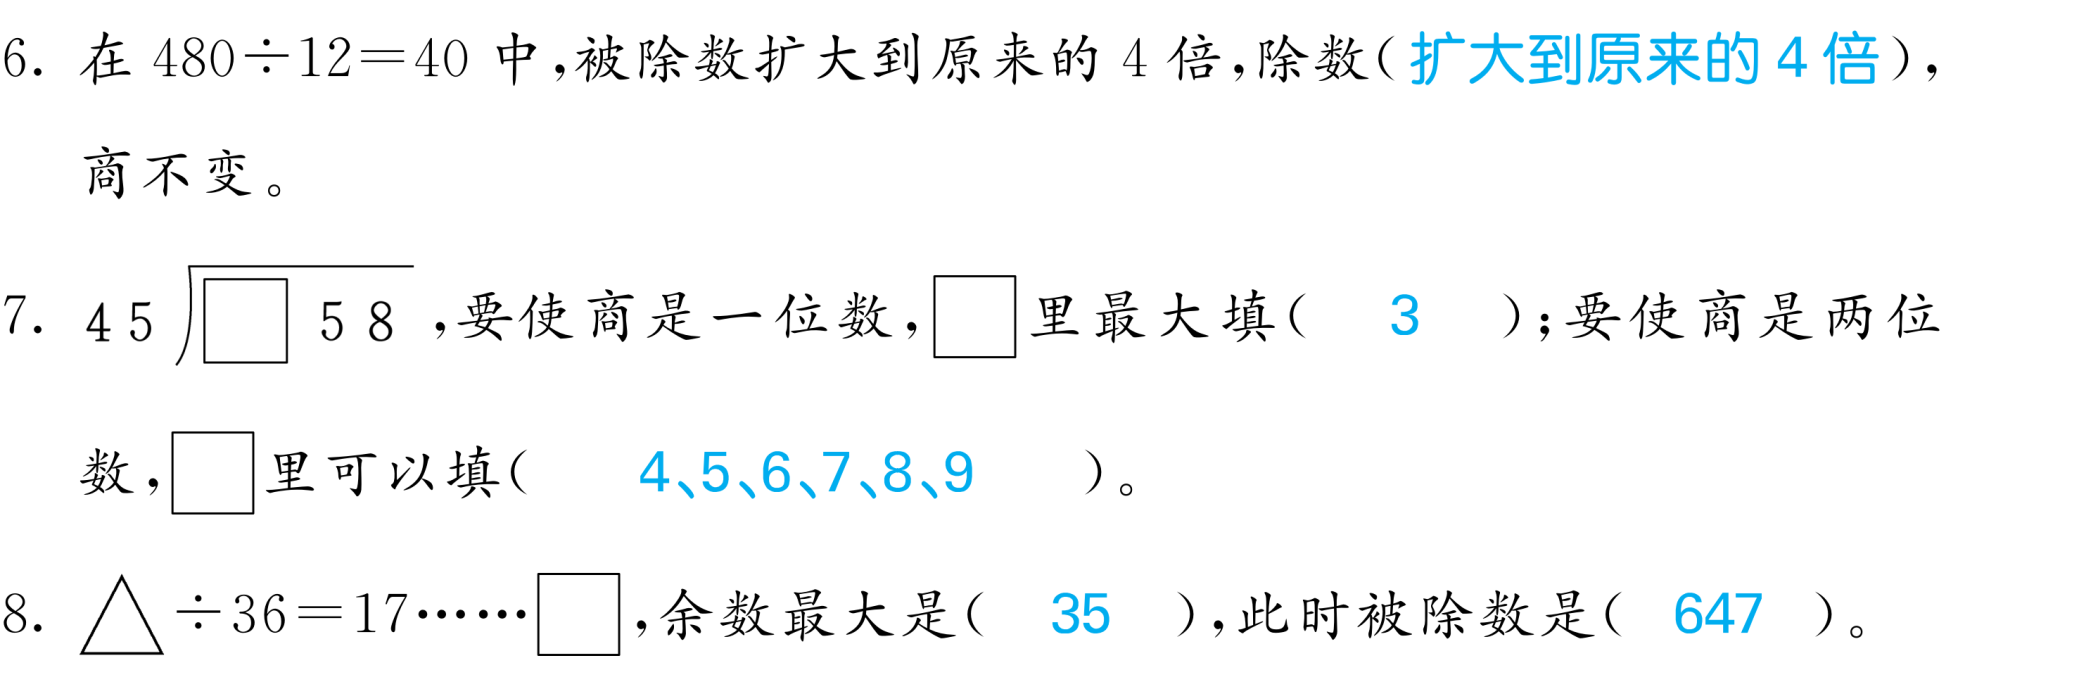 6. 在 480÷12=40 中,被除数扩大到原来的 4 倍,除数(扩大到原来的 4 倍),
商不变。
7. 45 □58,要使商是一位数,□里最大填( 3 );要使商是两位
数,□里可以填( 4、5、6、7、8、9 )。
8. △÷36=17……□,余数最大是( 35 ),此时被除数是( 647 )。